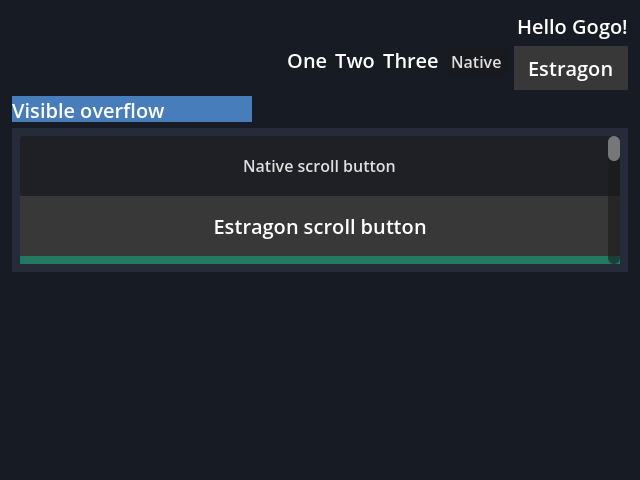 Hello Gogo!
One Two Three Native Estragon
Visible overflow
Native scroll button
Estragon scroll button